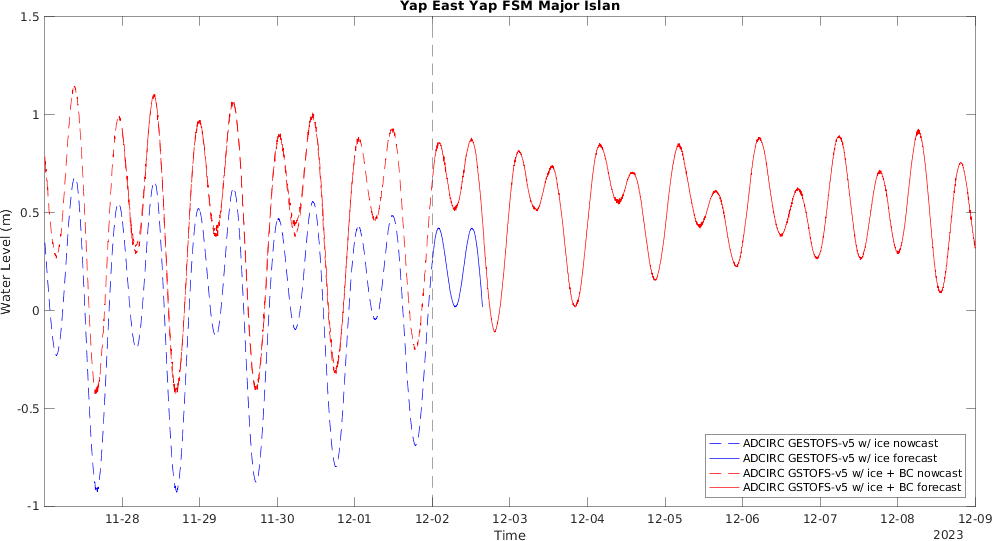 Yap East Yap FSM Major Islan
1.5
1
0.5
0
-0.5
-1
Water Level (m)
11-28
11-29
11-30
12-01
12-02
12-03
12-04
12-05
12-06
12-07
12-08
12-09
Time
2023
ADCIRC GESTOFS-v5 w/ ice nowcast
ADCIRC GESTOFS-v5 w/ ice forecast
ADCIRC GSTOFS-v5 w/ ice + BC nowcast
ADCIRC GSTOFS-v5 w/ ice + BC forecast